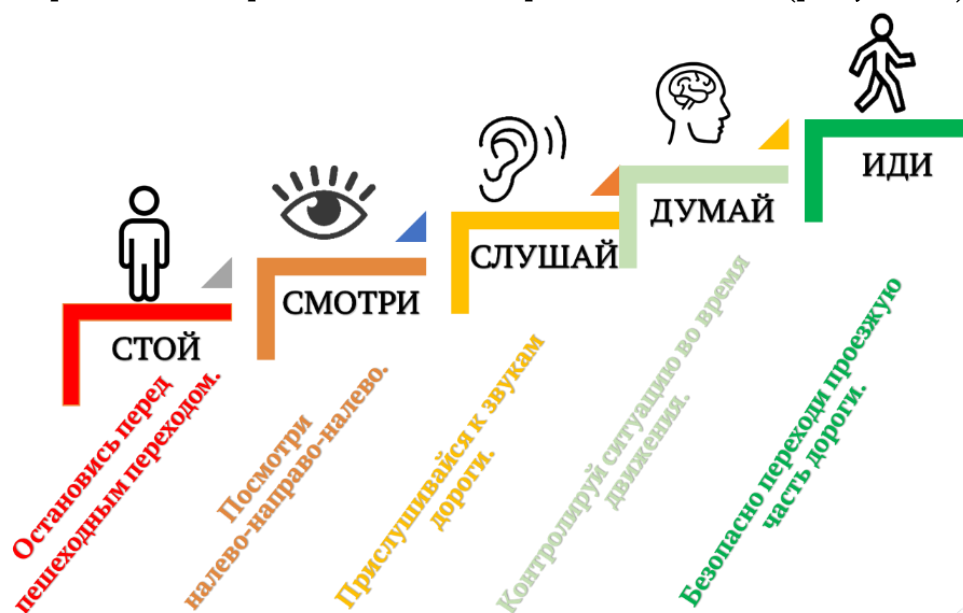 СТОЙ
Остановись перед
пешеходным переходом.
СМОТРИ
Посмотри
налево-направо-налево.
СЛУШАЙ
Прислушивайся к звукам
дороги.
ДУМАЙ
Контролируй ситуацию во время
движения.
ИДИ
Безопасно переходи проезжую
часть дороги.